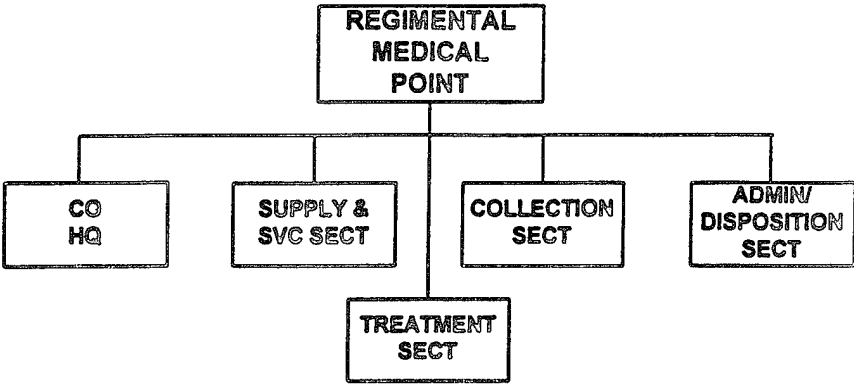 REGIMENTAL
MEDICAL
POINT
CO
HQ
SUPPLY &
SVC SECT
COLLECTION
SECT
ADMIN/
DISPOSITION
SECT
TREATMENT
SECT